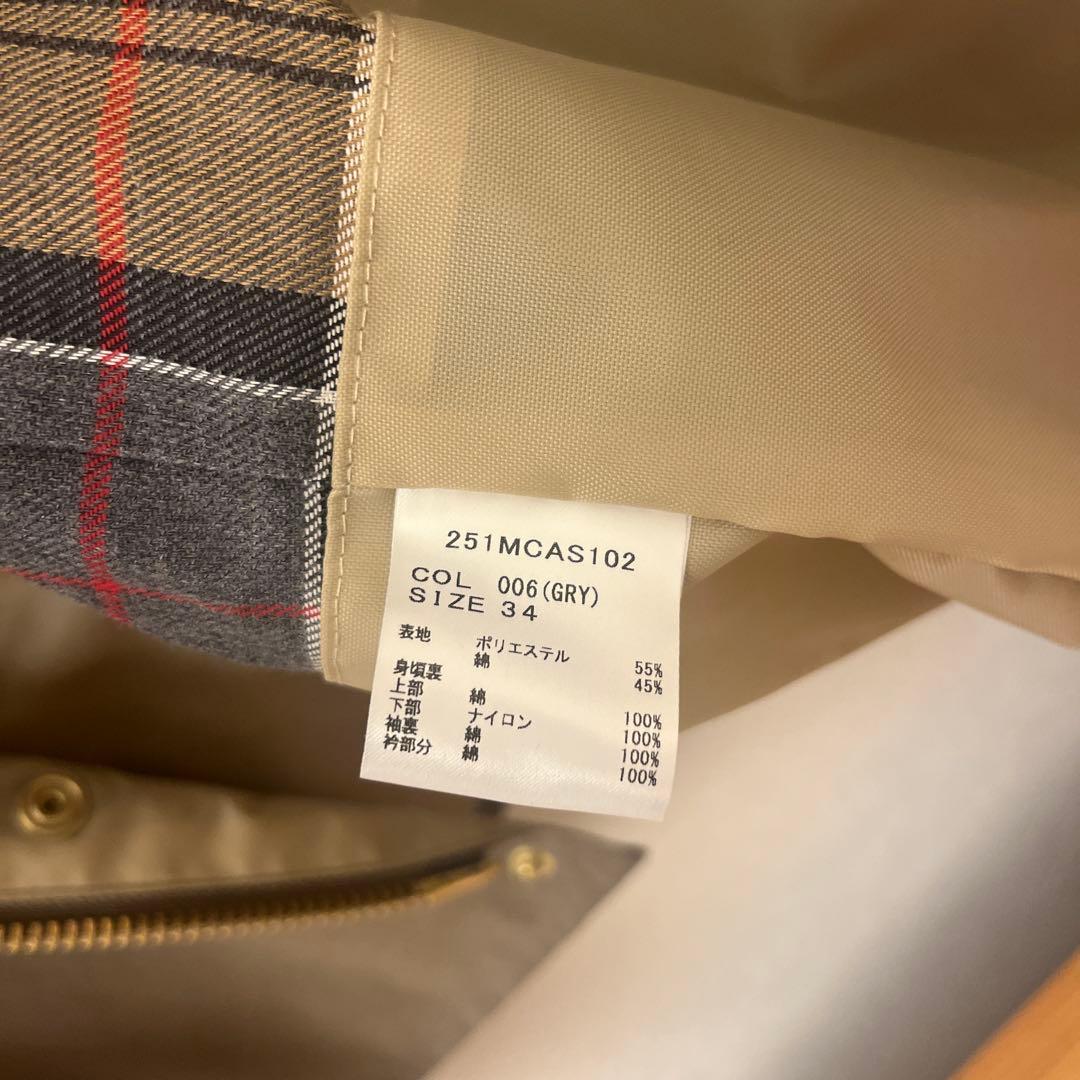 251MCAS102
COL 006(GRY)
SIZE 34
表地 ポリエステル 55%
綿 45%
身頃裏
上部 綿 100%
下部 ナイロン 100%
袖裏 綿 100%
衿部分 綿 100%